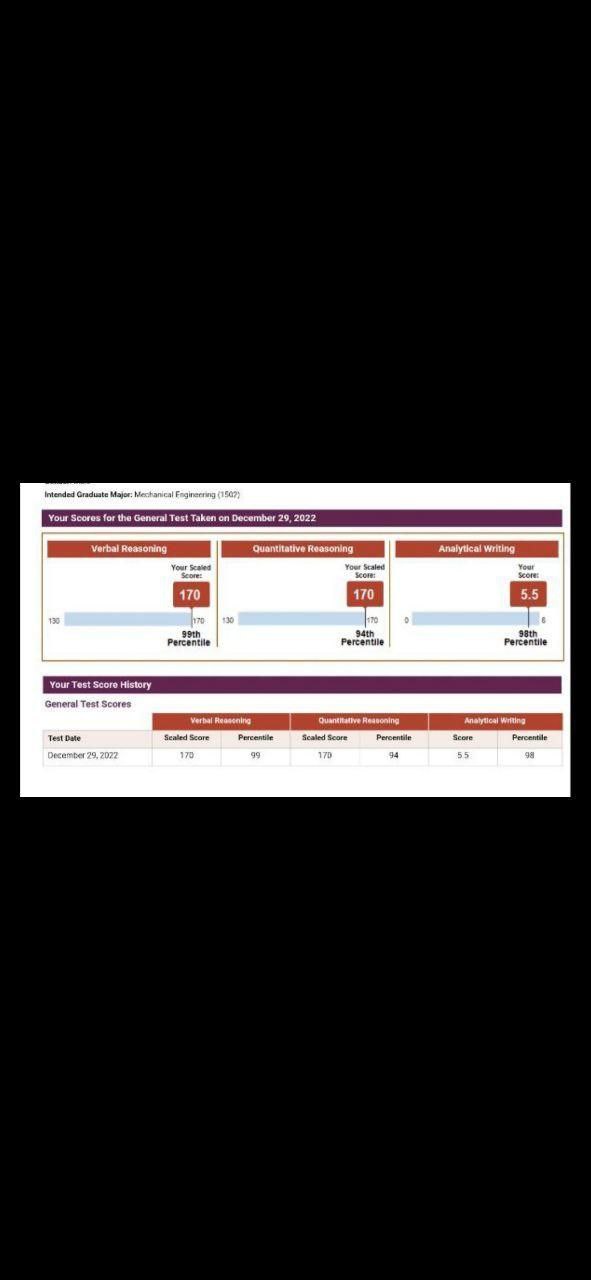 Intended Graduate Major: Mechanical Engineering (1502)
Your Scores for the General Test Taken on December 29, 2022
Verbal Reasoning
Your Scaled
Score:
170
130
170
99th
Percentile
Quantitative Reasoning
Your Scaled
Score:
170
130
170
94th
Percentile
Analytical Writing
Your
Score:
5.5
0
6
98th
Percentile
Your Test Score History
General Test Scores
Verbal Reasoning Quantitative Reasoning Analytical Writing
Test Date Scaled Score Percentile Scaled Score Percentile Score Percentile
December 29, 2022 170 99 170 94 5.5 98